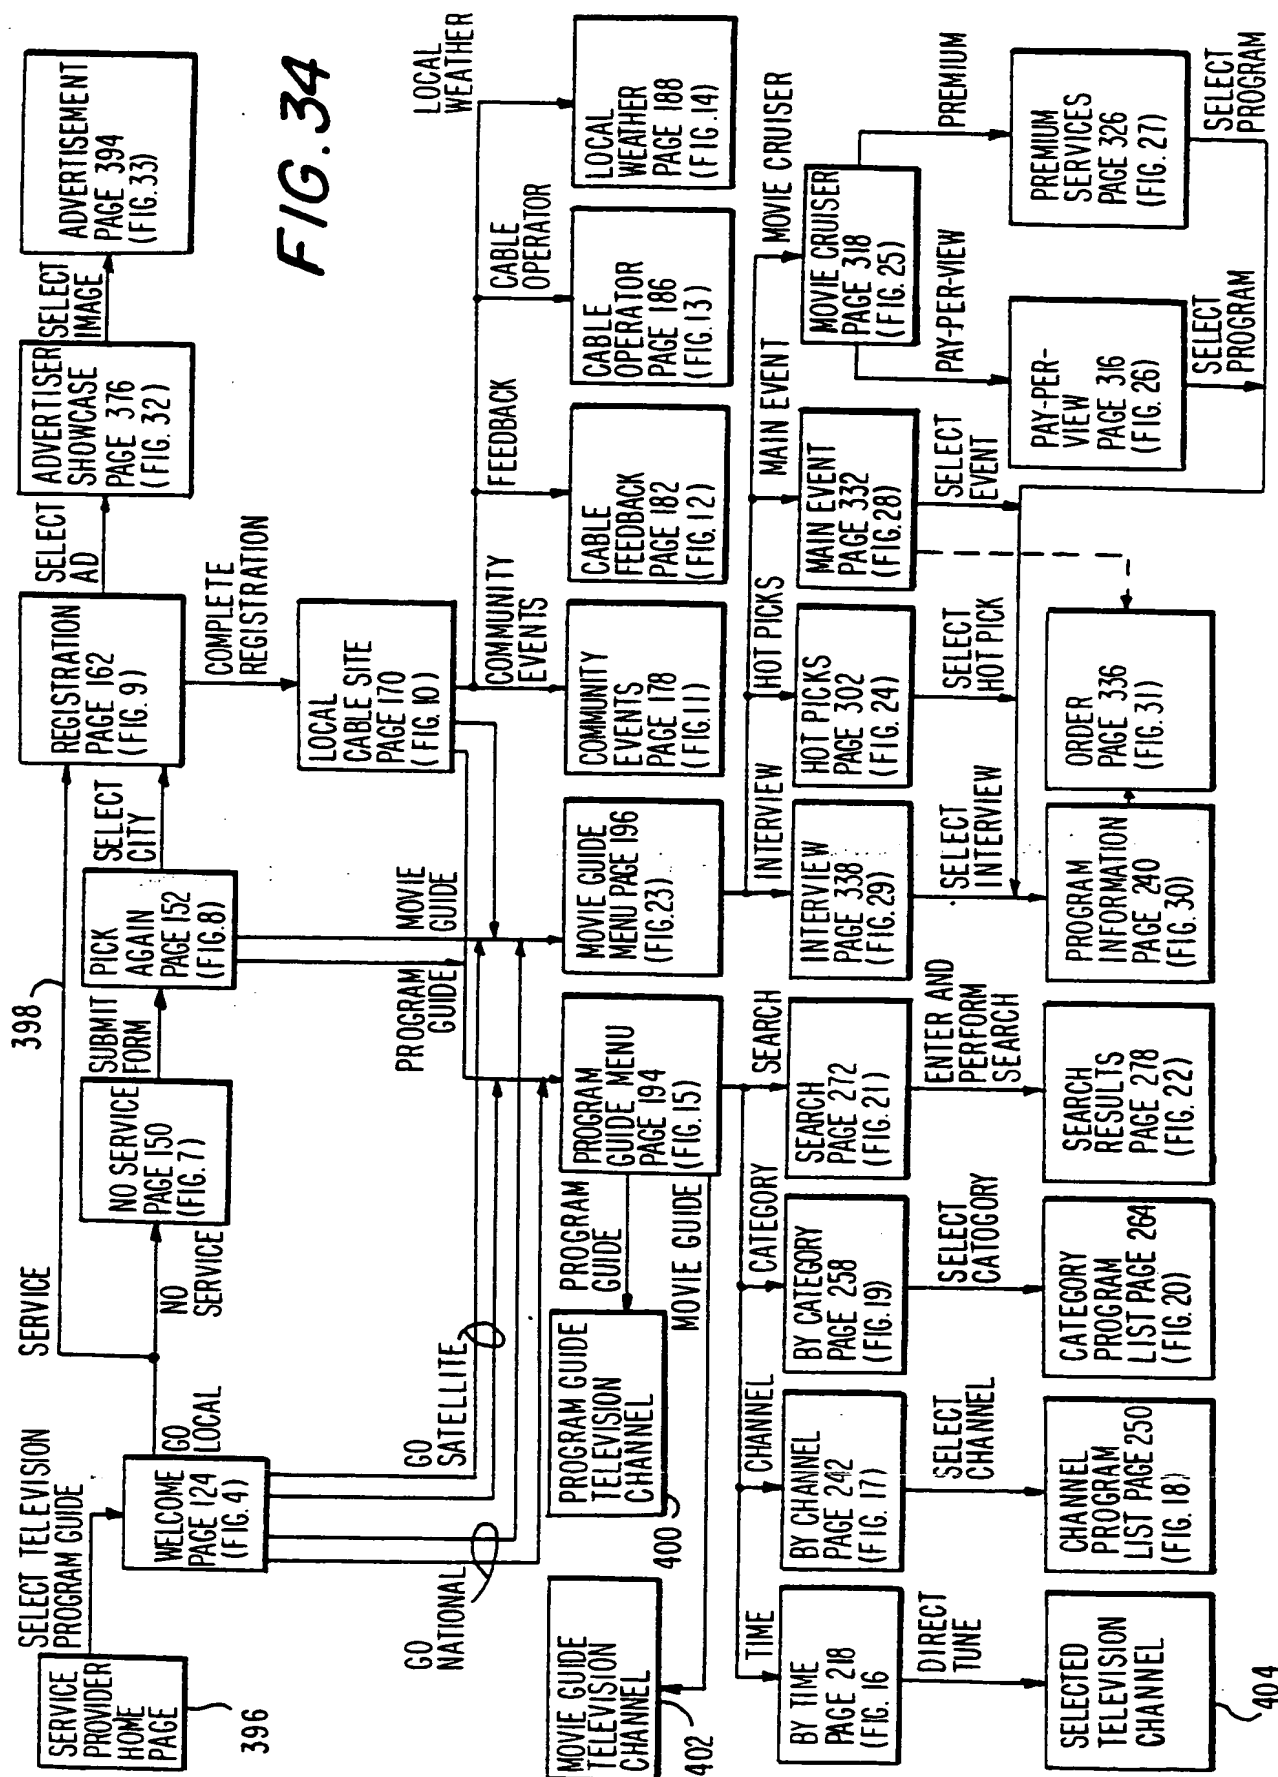 FIG.34
SELECT TELEVISION
PROGRAM GUIDE
SERVICE
PROVIDER
HOME
PAGE
396
WELCOME
PAGE 124
(FIG.4)
GO
LOCAL
SERVICE
398
NO
SERVICE
NO SERVICE
PAGE 150
(FIG.7)
SUBMIT
FORM
PICK
AGAIN
PAGE 152
(FIG.8)
SELECT
CITY
REGISTRATION
PAGE 162
(FIG. 9)
SELECT
AD
ADVERTISER
SHOWCASE
PAGE 376
(FIG. 32)
SELECT
IMAGE
ADVERTISEMENT
PAGE 394
(FIG. 33)
COMPLETE
REGISTRATION
LOCAL
CABLE SITE
PAGE 170
(FIG. 10)
GO
NATIONAL
GO
SATELLITE
PROGRAM
GUIDE
MOVIE
GUIDE
COMMUNITY
EVENTS
FEEDBACK
CABLE
OPERATOR
LOCAL
WEATHER
MOVIE GUIDE
TELEVISION
CHANNEL
402
PROGRAM GUIDE
TELEVISION
CHANNEL
400
PROGRAM
GUIDE
MOVIE GUIDE
PROGRAM
GUIDE MENU
PAGE 194
(FIG.15)
MOVIE GUIDE
MENU PAGE 196
(FIG.23)
COMMUNITY
EVENTS
PAGE 178
(FIG.11)
CABLE
FEEDBACK
PAGE 182
(FIG.12)
CABLE
OPERATOR
PAGE 186
(FIG.13)
LOCAL
WEATHER
PAGE 188
(FIG.14)
TIME
CHANNEL
CATEGORY
SEARCH
INTERVIEW
HOT PICKS
MAIN EVENT
MOVIE CRUISER
BY TIME
PAGE 218
(FIG. 16
BY CHANNEL
PAGE 242
(FIG. 17)
BY CATEGORY
PAGE 258
(FIG.19)
SEARCH
PAGE 272
(FIG. 21)
INTERVIEW
PAGE 338
(FIG. 29)
HOT PICKS
PAGE 302
(FIG. 24)
MAIN EVENT
PAGE 332
(FIG.28)
MOVIE CRUISER
PAGE 318
(FIG.25)
DIRECT
TUNE
SELECT
CHANNEL
SELECT
CATOGORY
ENTER AND
PERFORM
SEARCH
SELECT
INTERVIEW
SELECT
HOT PICK
SELECT
EVENT
PAY-PER-VIEW
PREMIUM
SELECTED
TELEVISION
CHANNEL
404
CHANNEL
PROGRAM
LIST PAGE 250
(FIG. 18)
CATEGORY
PROGRAM
LIST PAGE 264
(FIG. 20)
SEARCH
RESULTS
PAGE 278
(FIG. 22)
PROGRAM
INFORMATION
PAGE 240
(FIG. 30)
ORDER
PAGE 336
(FIG. 31)
PAY-PER-
VIEW
PAGE 316
(FIG. 26)
SELECT
PROGRAM
PREMIUM
SERVICES
PAGE 326
(FIG. 27)
SELECT
PROGRAM